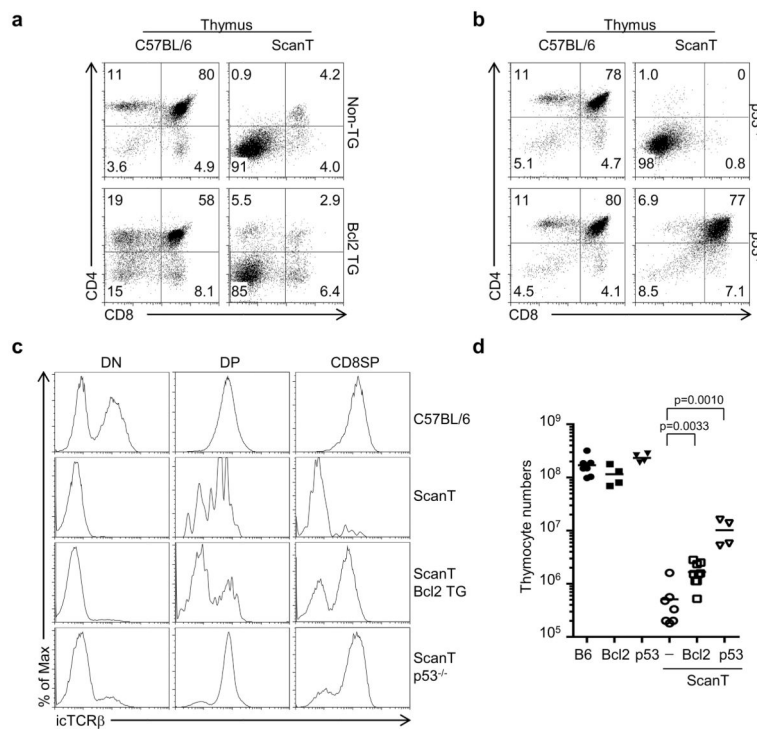 a
Thymus
C57BL/6
ScanT
11
80
0.9
4.2
3.6
4.9
91
4.0
Non-TG
19
58
5.5
2.9
15
8.1
85
6.4
Bcl2 TG
CD4
CD8
b
Thymus
C57BL/6
ScanT
11
78
1.0
0
5.1
4.7
98
0.8
11
80
6.9
77
4.5
4.1
8.5
7.1
CD4
CD8
c
DN
DP
CD8SP
C57BL/6
ScanT
ScanT
Bcl2 TG
ScanT
p53-/-
% of Max
icTCRβ
d
p=0.0010
p=0.0033
Thymocyte numbers
10⁹
10⁸
10⁷
10⁶
10⁵
B6 Bcl2 p53 – Bcl2 p53
ScanT